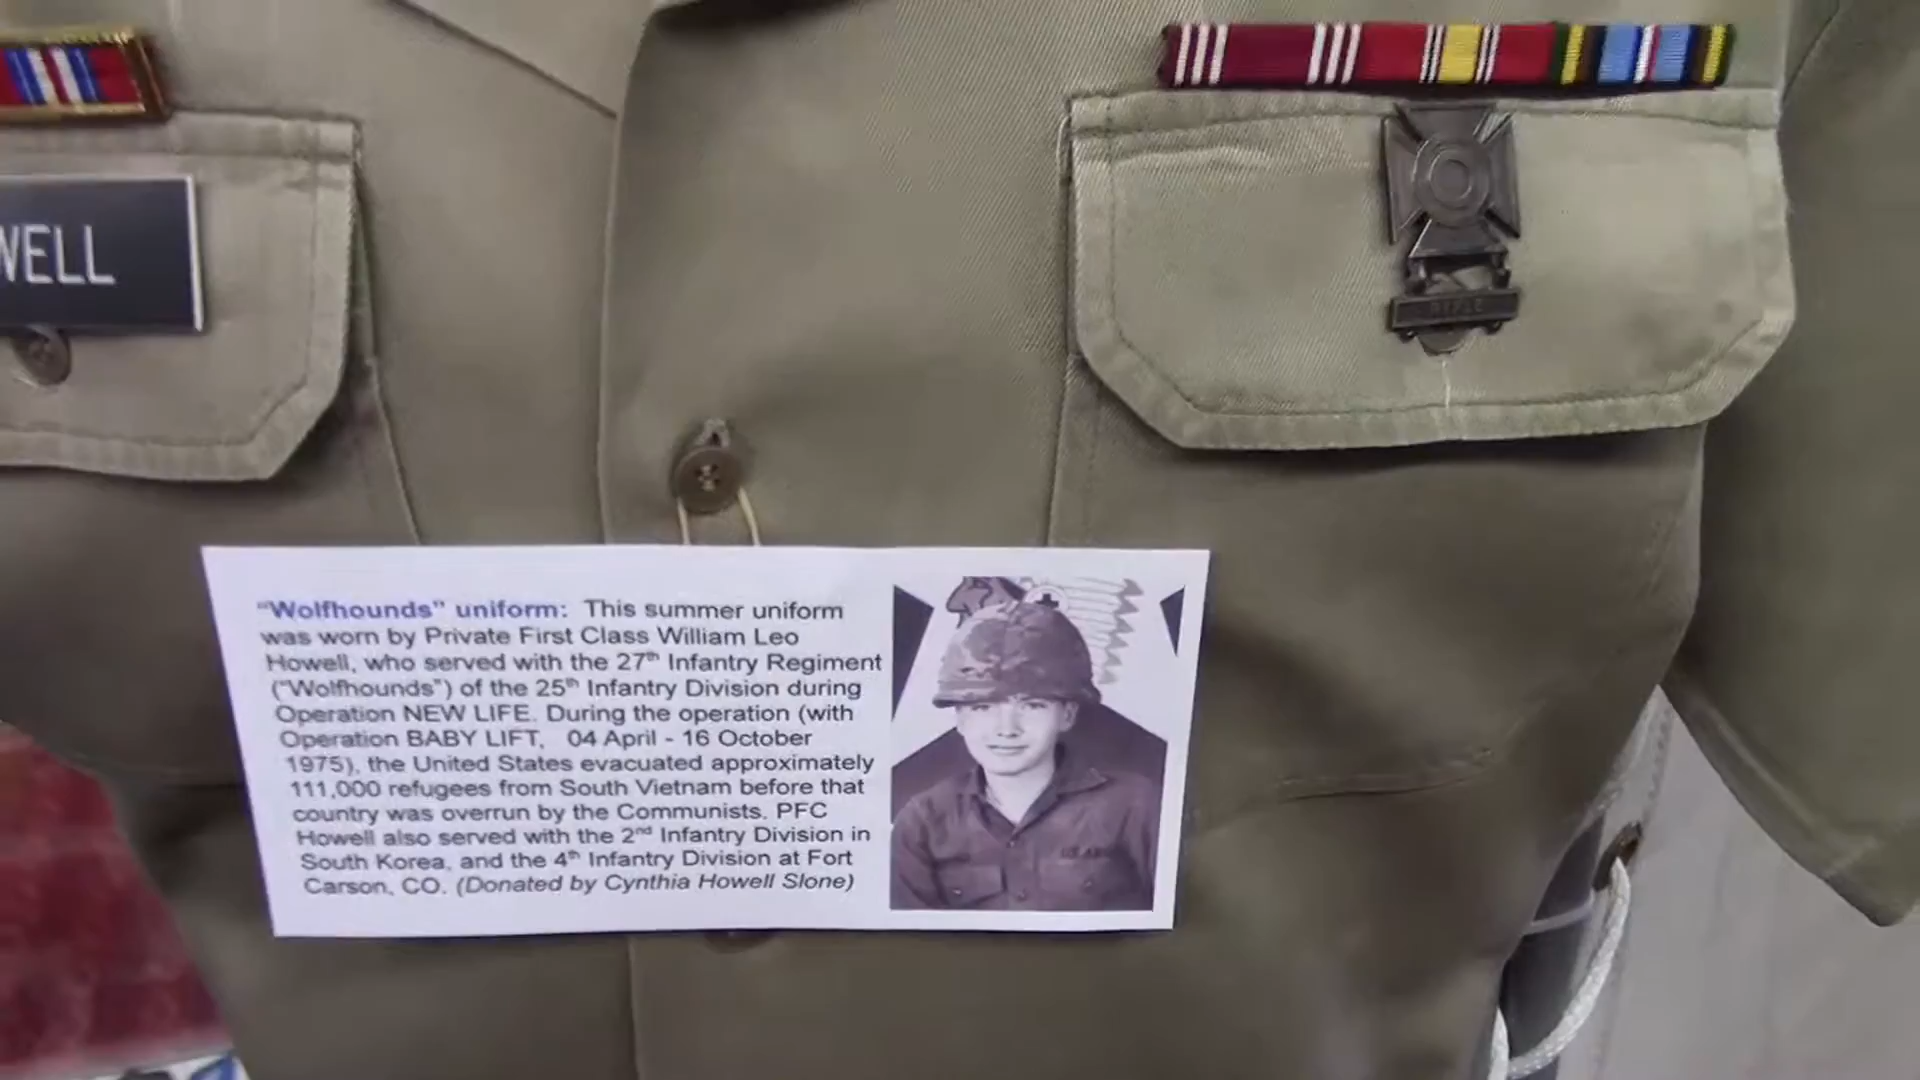 WELL
RIFLE
"Wolfhounds" uniform: This summer uniform
was worn by Private First Class William Leo
Howell, who served with the 27th Infantry Regiment
("Wolfhounds") of the 25th Infantry Division during
Operation NEW LIFE. During the operation (with
Operation BABY LIFT, 04 April - 16 October
1975), the United States evacuated approximately
111,000 refugees from South Vietnam before that
country was overrun by the Communists. PFC
Howell also served with the 2nd Infantry Division in
South Korea, and the 4th Infantry Division at Fort
Carson, CO. (Donated by Cynthia Howell Slone)